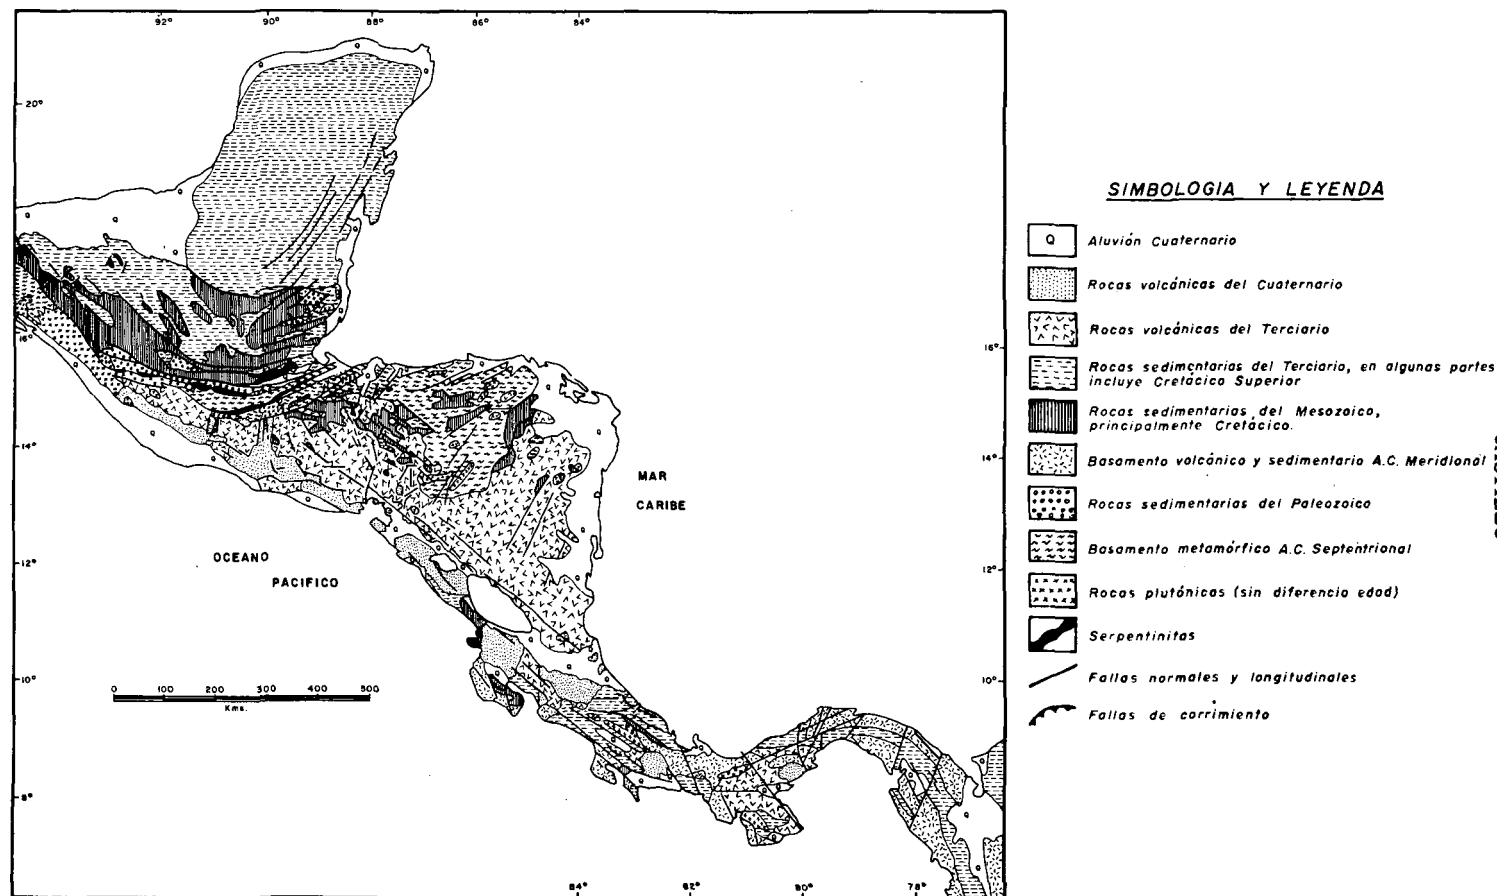 92° 90° 88° 86° 84°
20°
16° 16°
14° 14°
12° 12°
10° 10°
8°
84° 82° 80° 78°
MAR
CARIBE
OCEANO
PACIFICO
0 100 200 300 400 500
Kms.
SIMBOLOGIA Y LEYENDA
Q Aluvión Cuaternario
Rocas volcánicas del Cuaternario
Rocas volcánicas del Terciario
Rocas sedimentarias del Terciario, en algunas partes
incluye Cretácico Superior
Rocas sedimentarias del Mesozoico,
principalmente Cretácico.
Basamento volcánico y sedimentario A.C. Meridional
Rocas sedimentarias del Paleozoico
Basamento metamórfico A.C. Septentrional
Rocas plutónicas (sin diferencia edad)
Serpentinitas
Fallas normales y longitudinales
Fallas de corrimiento